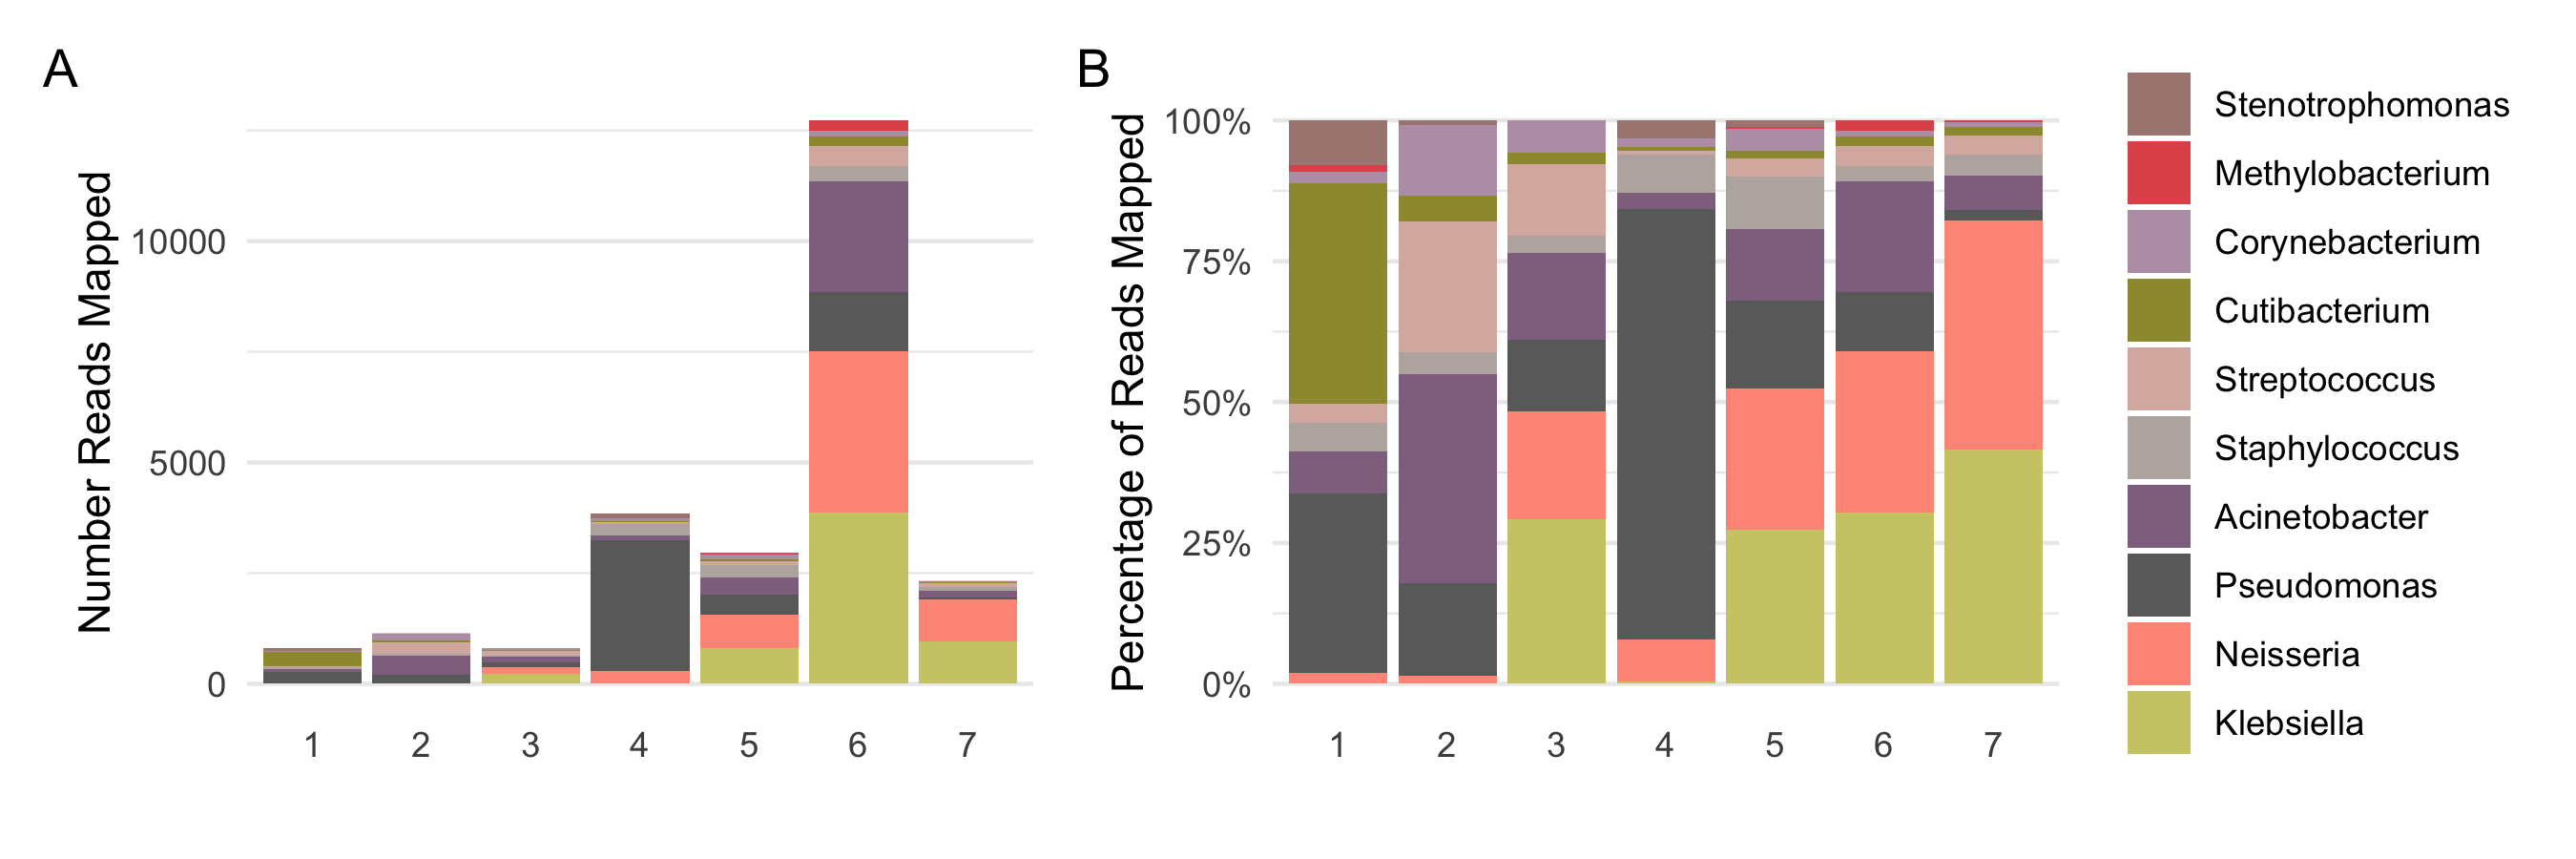 A
Number Reads Mapped
10000
5000
0
1 2 3 4 5 6 7
B
Percentage of Reads Mapped
100%
75%
50%
25%
0%
1 2 3 4 5 6 7
Stenotrophomonas
Methylobacterium
Corynebacterium
Cutibacterium
Streptococcus
Staphylococcus
Acinetobacter
Pseudomonas
Neisseria
Klebsiella